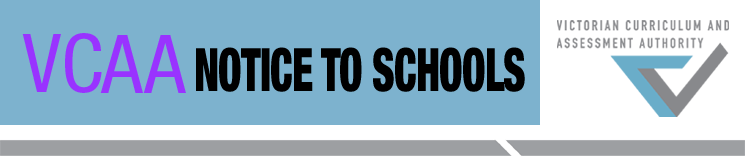 VCAA NOTICE TO SCHOOLS
VICTORIAN CURRICULUM AND
ASSESSMENT AUTHORITY